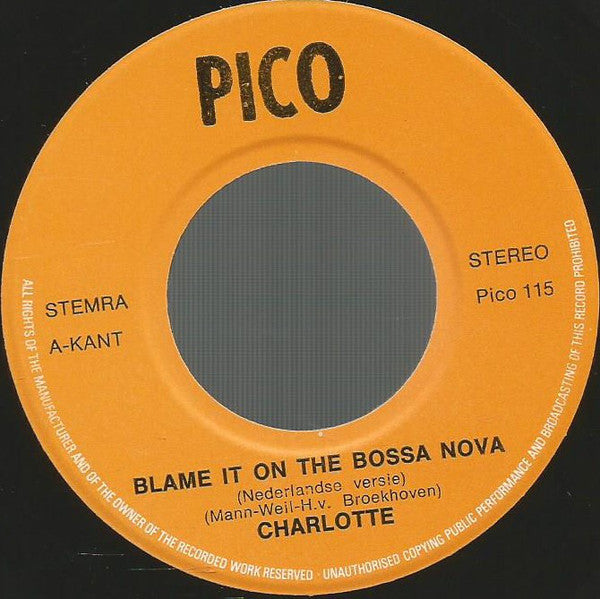 PICO
STEMRA
A-KANT
STEREO
Pico 115
BLAME IT ON THE BOSSA NOVA
(Nederlandse versie)
(Mann-Weil-H.v. Broekhoven)
CHARLOTTE
ALL RIGHTS OF THE MANUFACTURER AND OF THE OWNER OF THE RECORDED WORK RESERVED · UNAUTHORISED COPYING PUBLIC PERFORMANCE AND BROADCASTING OF THIS RECORD PROHIBITED